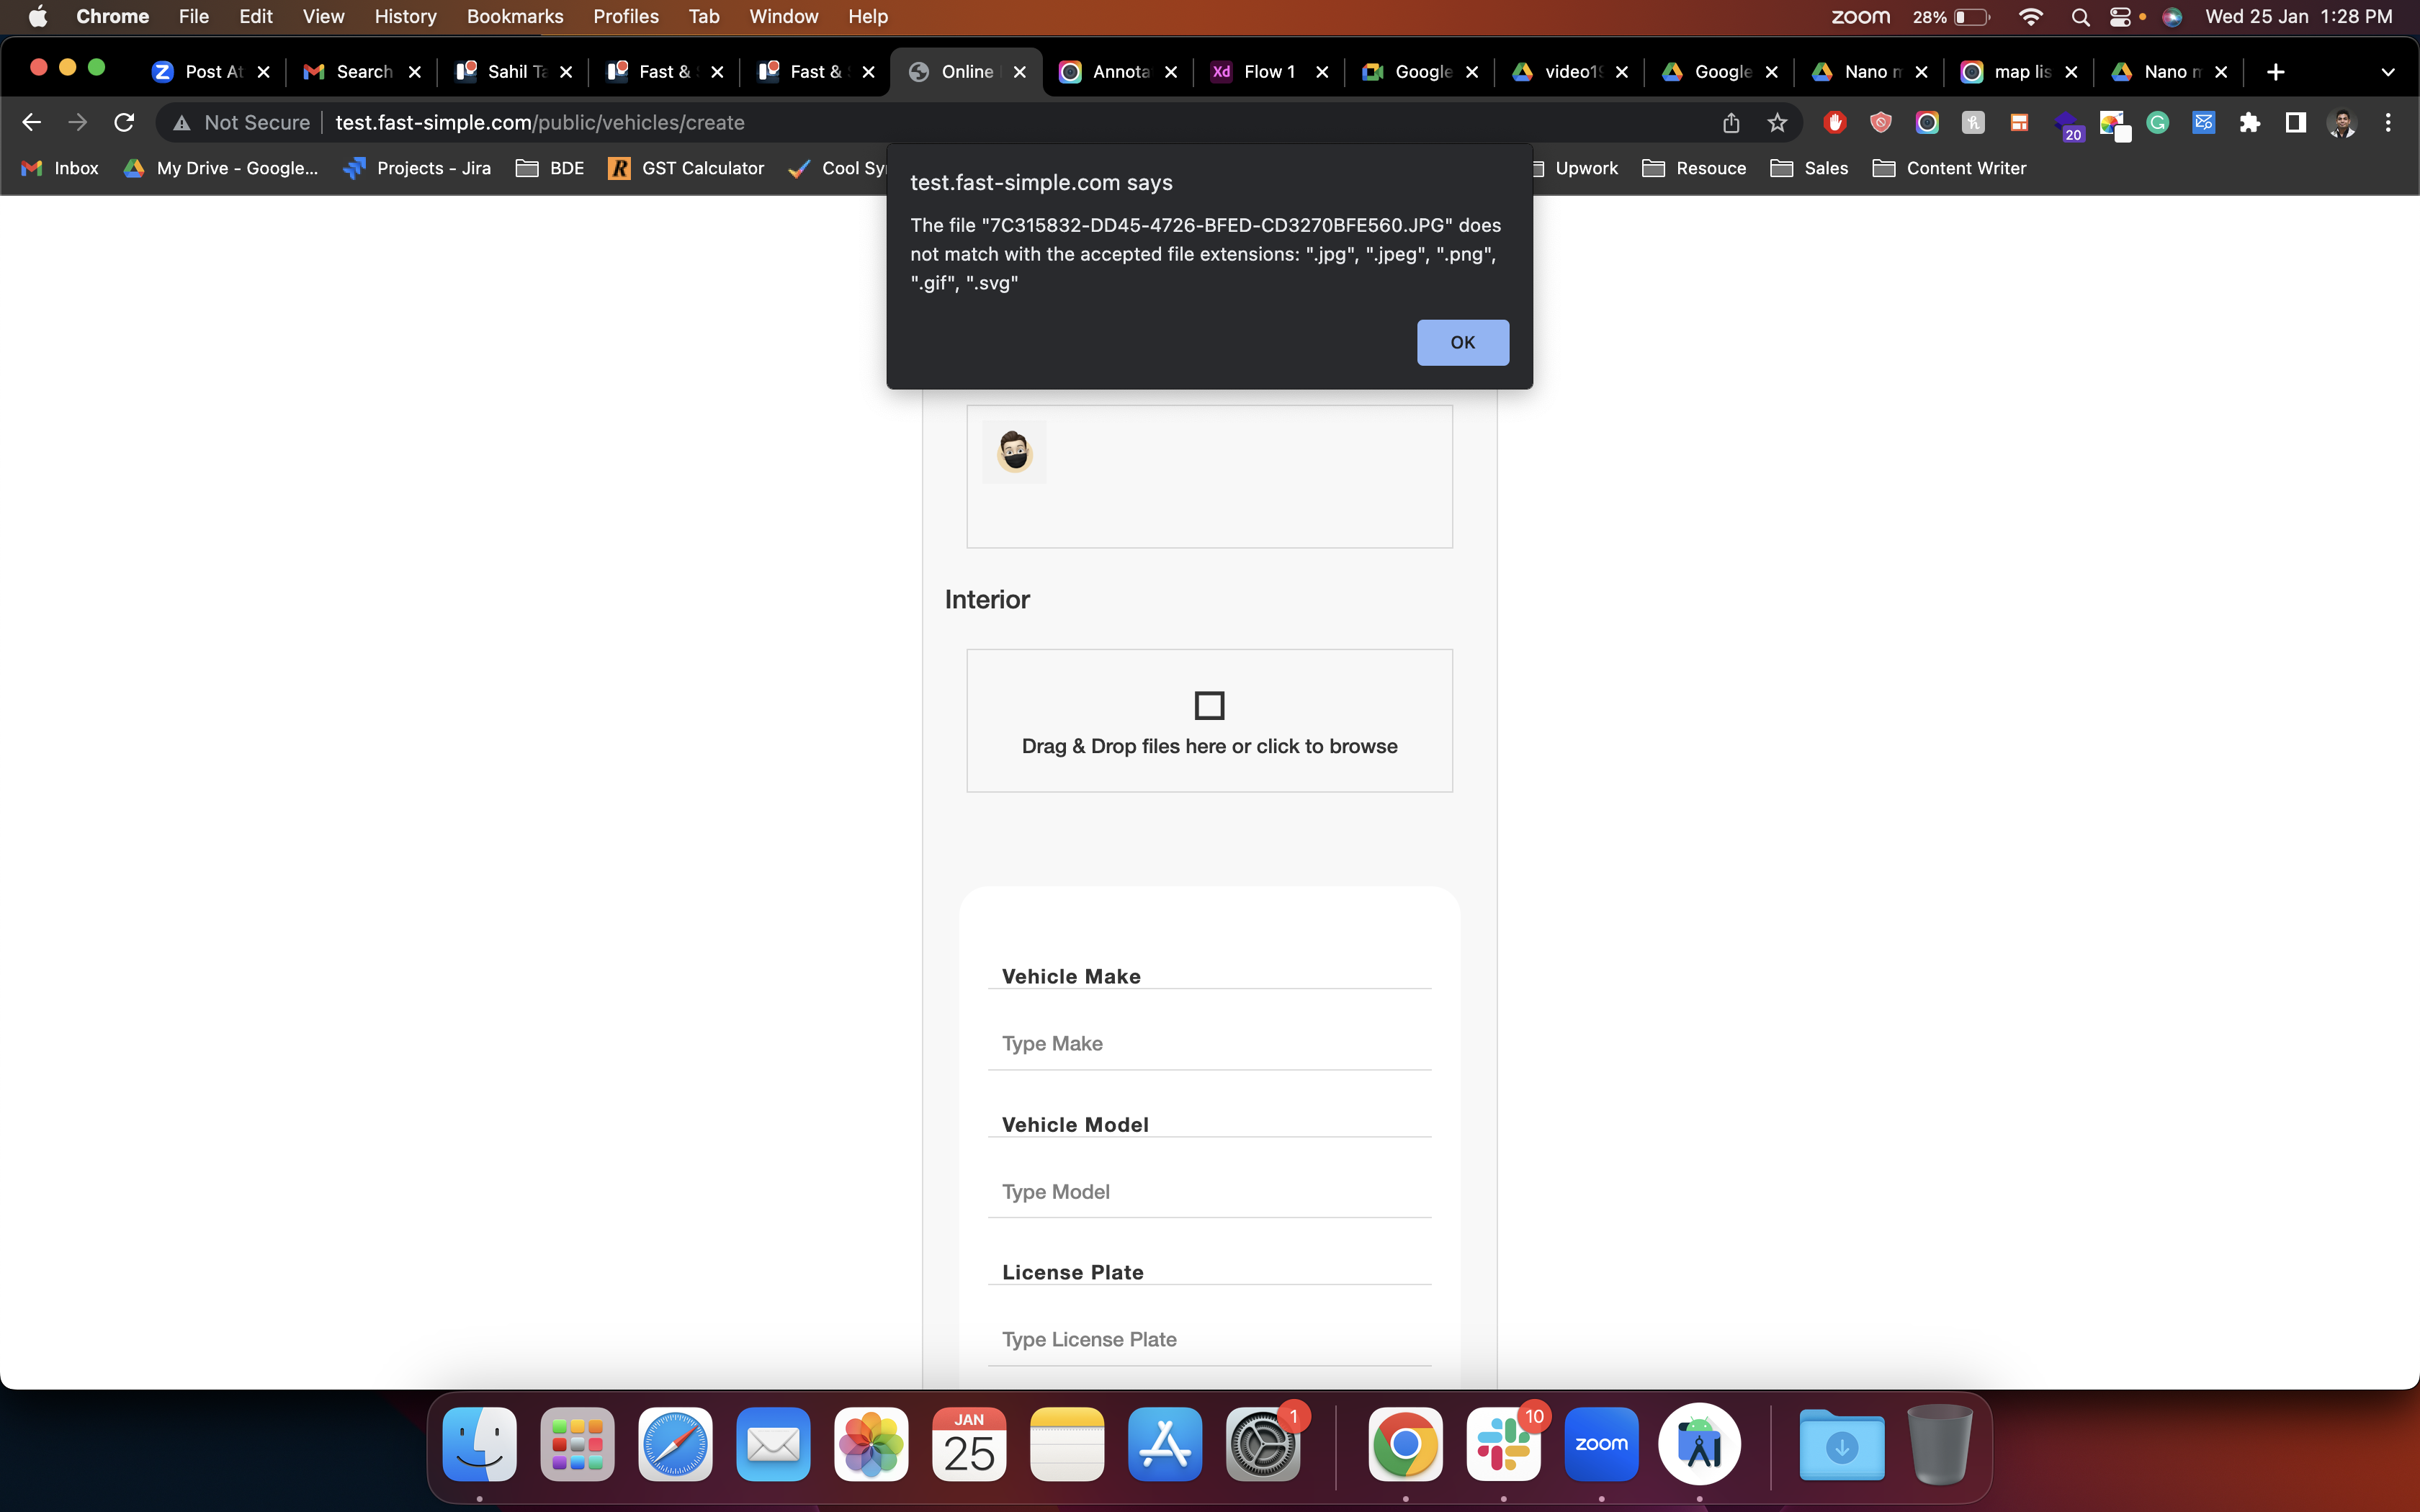 Chrome File Edit View History Bookmarks Profiles Tab Window Help zoom 28% Wed 25 Jan 1:28 PM
Post At Search Sahil Ta Fast & Fast & Online Annota Xd Flow 1 Google video19 Google Nano m map lis Nano m
Not Secure test.fast-simple.com/public/vehicles/create 20
Inbox My Drive - Google... Projects - Jira BDE R GST Calculator Cool Sy Upwork Resouce Sales Content Writer
test.fast-simple.com says
The file "7C315832-DD45-4726-BFED-CD3270BFE560.JPG" does
not match with the accepted file extensions: ".jpg", ".jpeg", ".png",
".gif", ".svg"
OK
Interior
Drag & Drop files here or click to browse
Vehicle Make
Type Make
Vehicle Model
Type Model
License Plate
Type License Plate
JAN
25
1
10
zoom